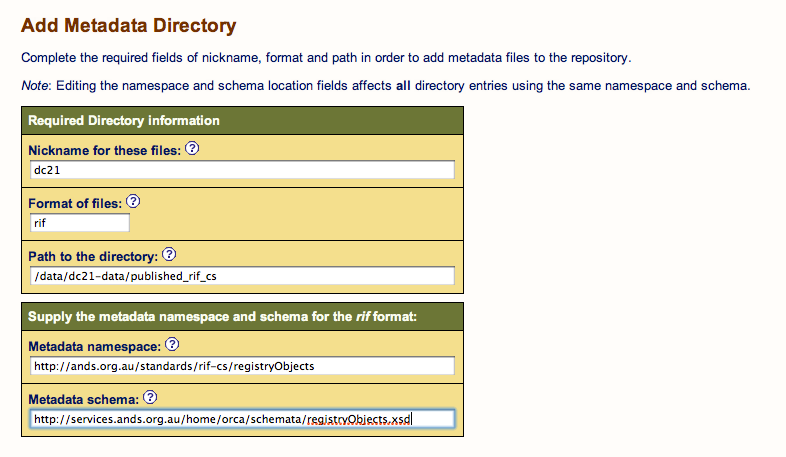 Add Metadata Directory
Complete the required fields of nickname, format and path in order to add metadata files to the repository.
Note: Editing the namespace and schema location fields affects all directory entries using the same namespace and schema.
Required Directory information
Nickname for these files: ?
dc21
Format of files: ?
rif
Path to the directory: ?
/data/dc21-data/published_rif_cs
Supply the metadata namespace and schema for the rif format:
Metadata namespace: ?
http://ands.org.au/standards/rif-cs/registryObjects
Metadata schema: ?
http://services.ands.org.au/home/orca/schemata/registryObjects.xsd